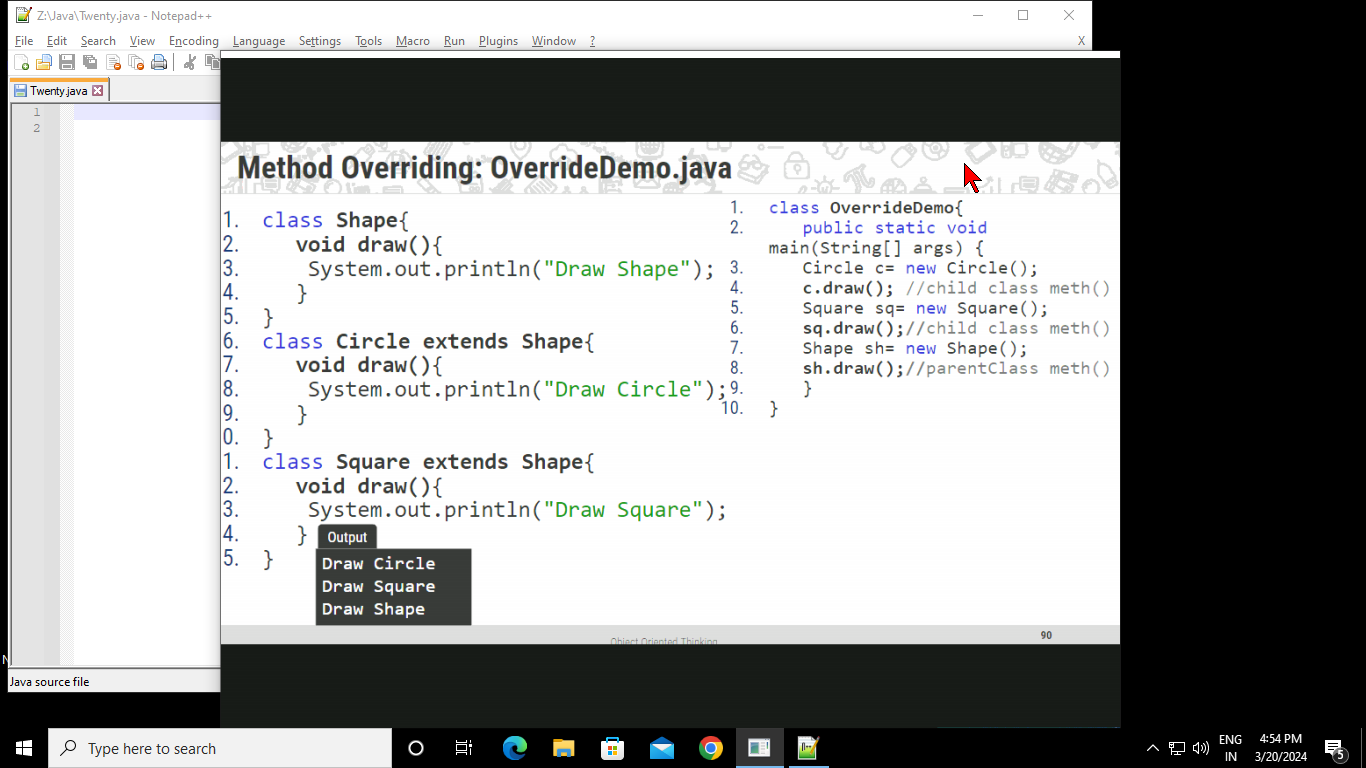 Z:\Java\Twenty.java - Notepad++
File Edit Search View Encoding Language Settings Tools Macro Run Plugins Window ? X
Twenty.java
1
2
Method Overriding: OverrideDemo.java
1. class Shape{
2. void draw(){
3. System.out.println("Draw Shape");
4. }
5. }
6. class Circle extends Shape{
7. void draw(){
8. System.out.println("Draw Circle");
9. }
0. }
1. class Square extends Shape{
2. void draw(){
3. System.out.println("Draw Square");
4. }
5. }
1. class OverrideDemo{
2. public static void
main(String[] args) {
3. Circle c= new Circle();
4. c.draw(); //child class meth()
5. Square sq= new Square();
6. sq.draw();//child class meth()
7. Shape sh= new Shape();
8. sh.draw();//parentClass meth()
9. }
10. }
Output
Draw Circle
Draw Square
Draw Shape
Object Oriented Thinking
90
N
Java source file
Type here to search
ENG
IN
4:54 PM
3/20/2024
5